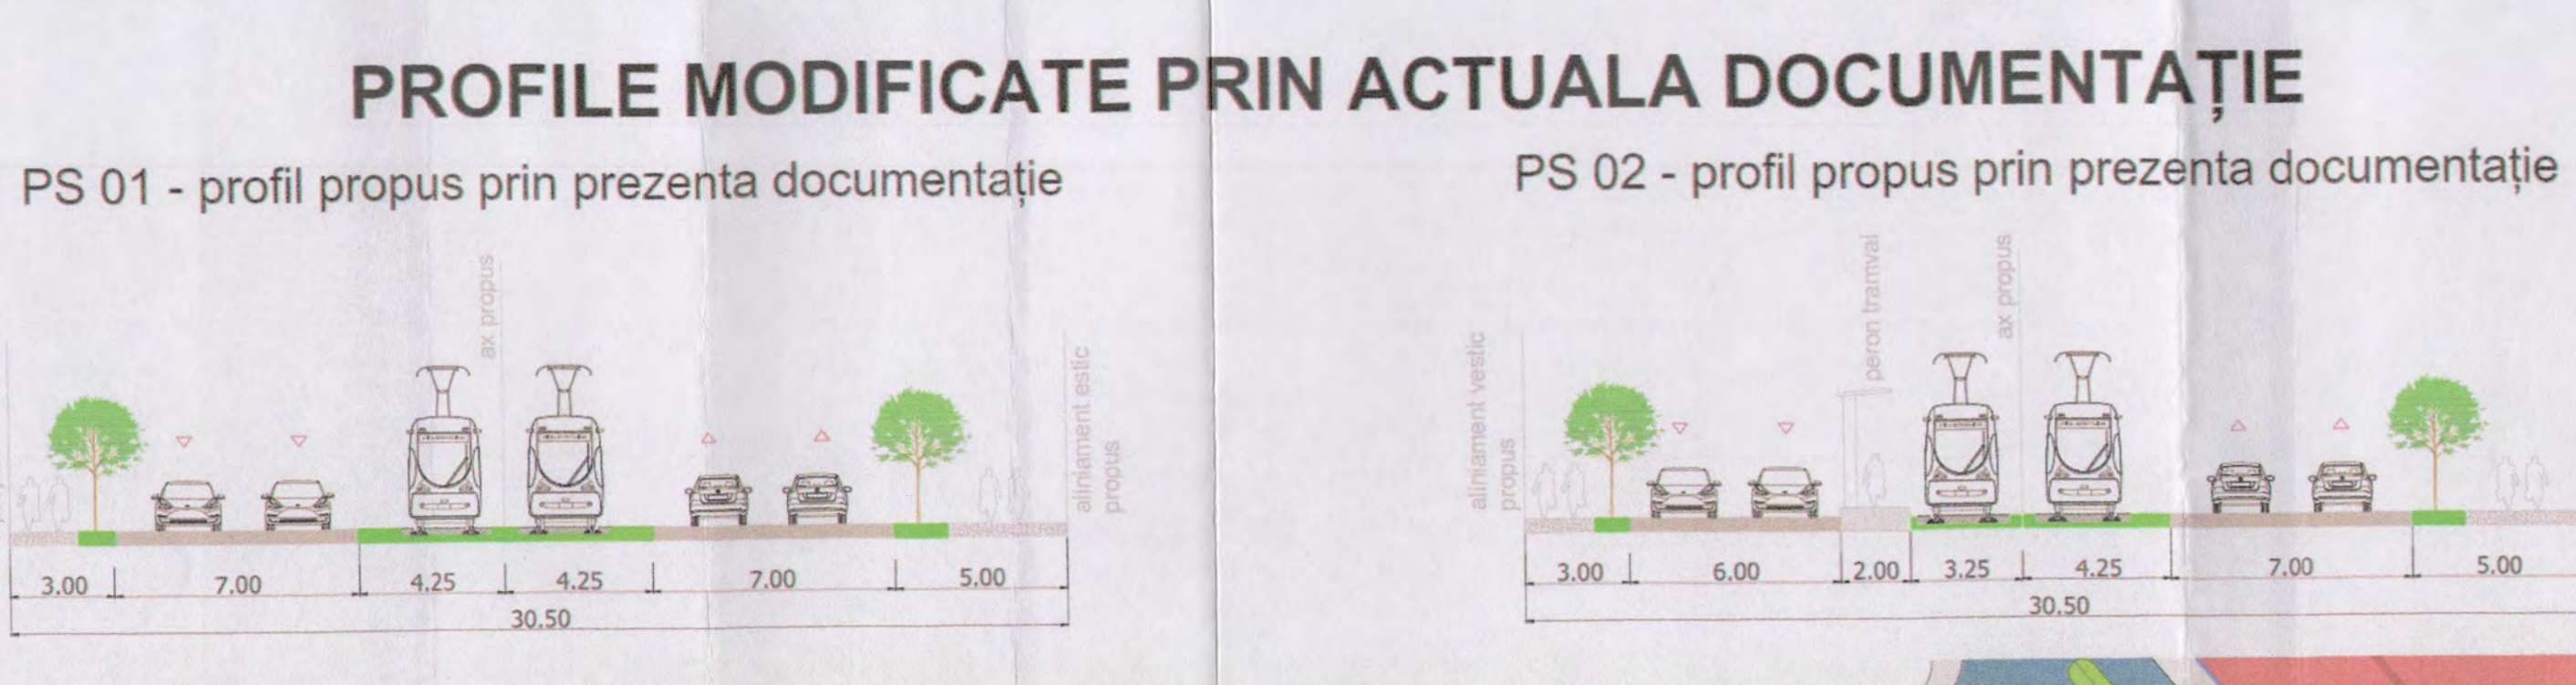 PROFILE MODIFICATE PRIN ACTUALA DOCUMENTAȚIE
PS 01 - profil propus prin prezenta documentație
ax propus
aliniament estic
propus
3.00 7.00 4.25 4.25 7.00 5.00
30.50
PS 02 - profil propus prin prezenta documentație
aliniament vestic
propus
peron tramvai
ax propus
3.00 6.00 2.00 3.25 4.25 7.00 5.00
30.50